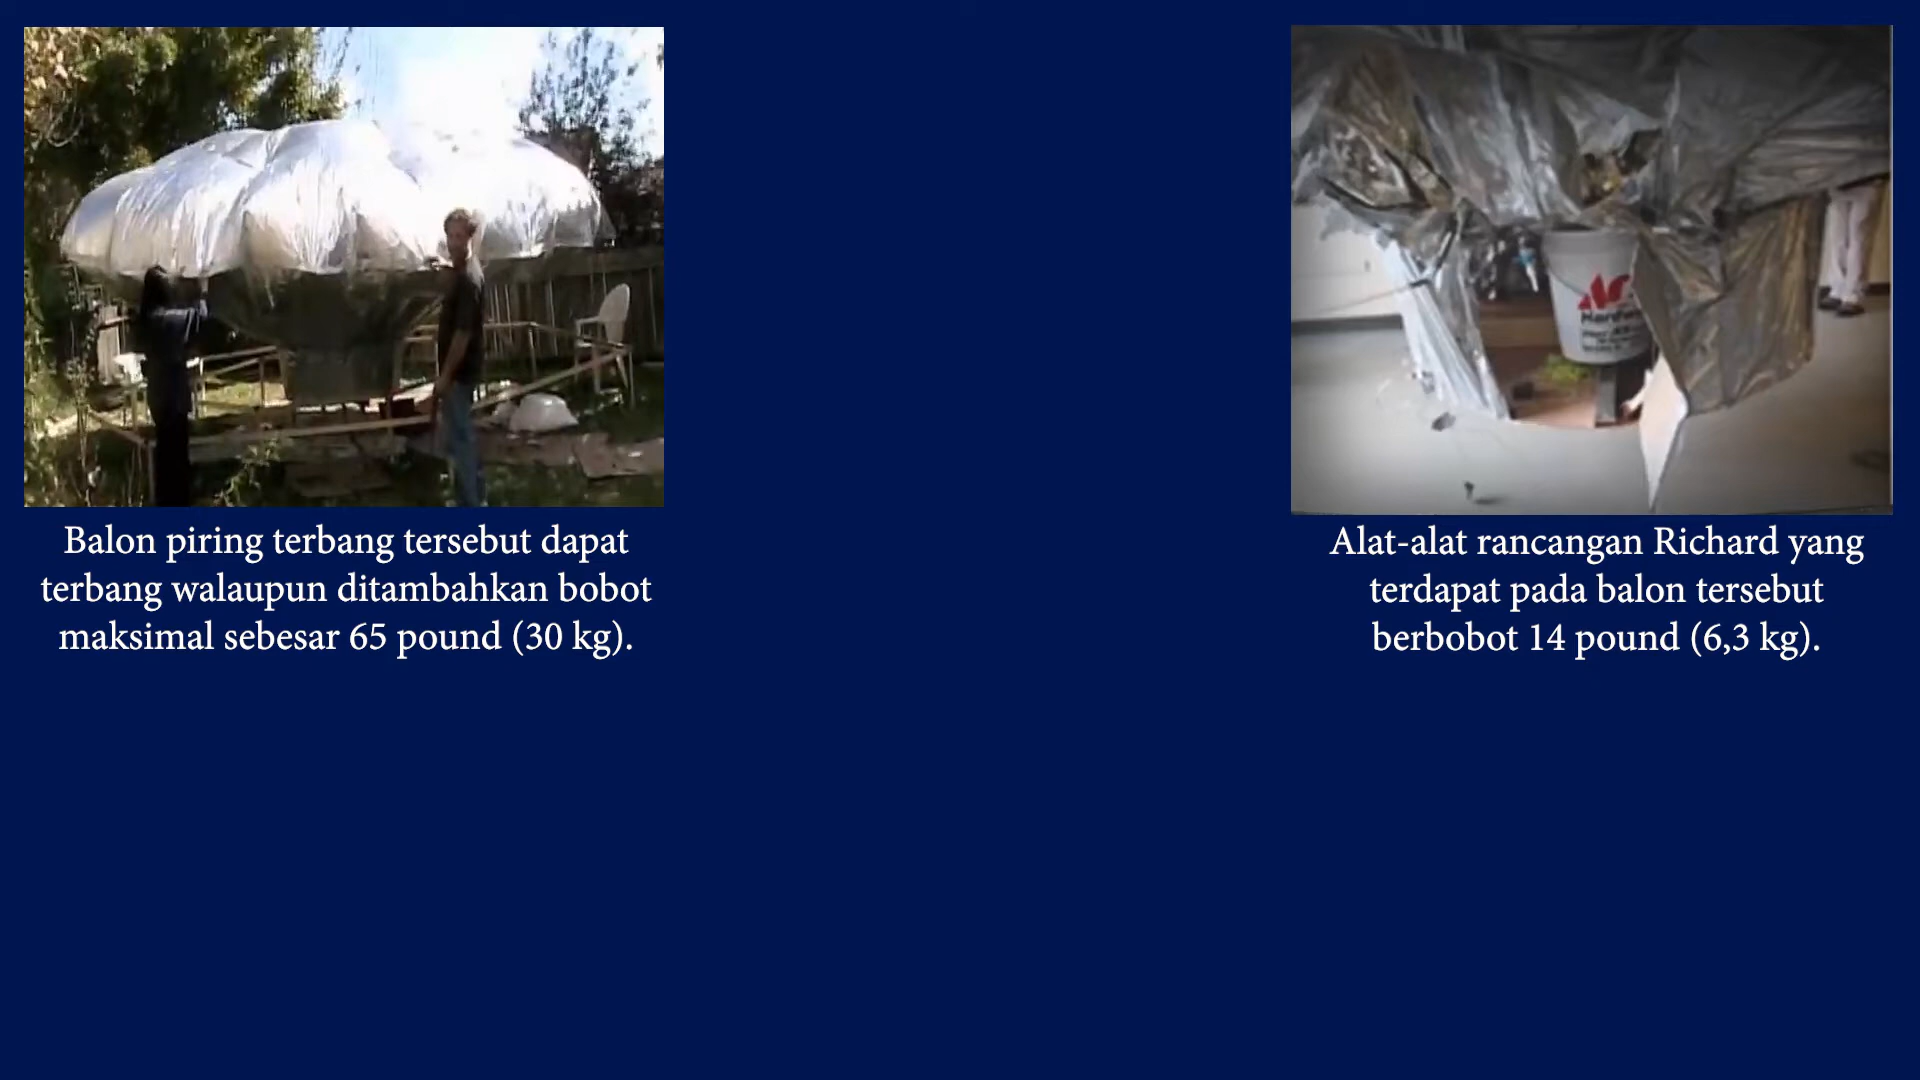 Balon piring terbang tersebut dapat
terbang walaupun ditambahkan bobot
maksimal sebesar 65 pound (30 kg).
Alat-alat rancangan Richard yang
terdapat pada balon tersebut
berbobot 14 pound (6,3 kg).